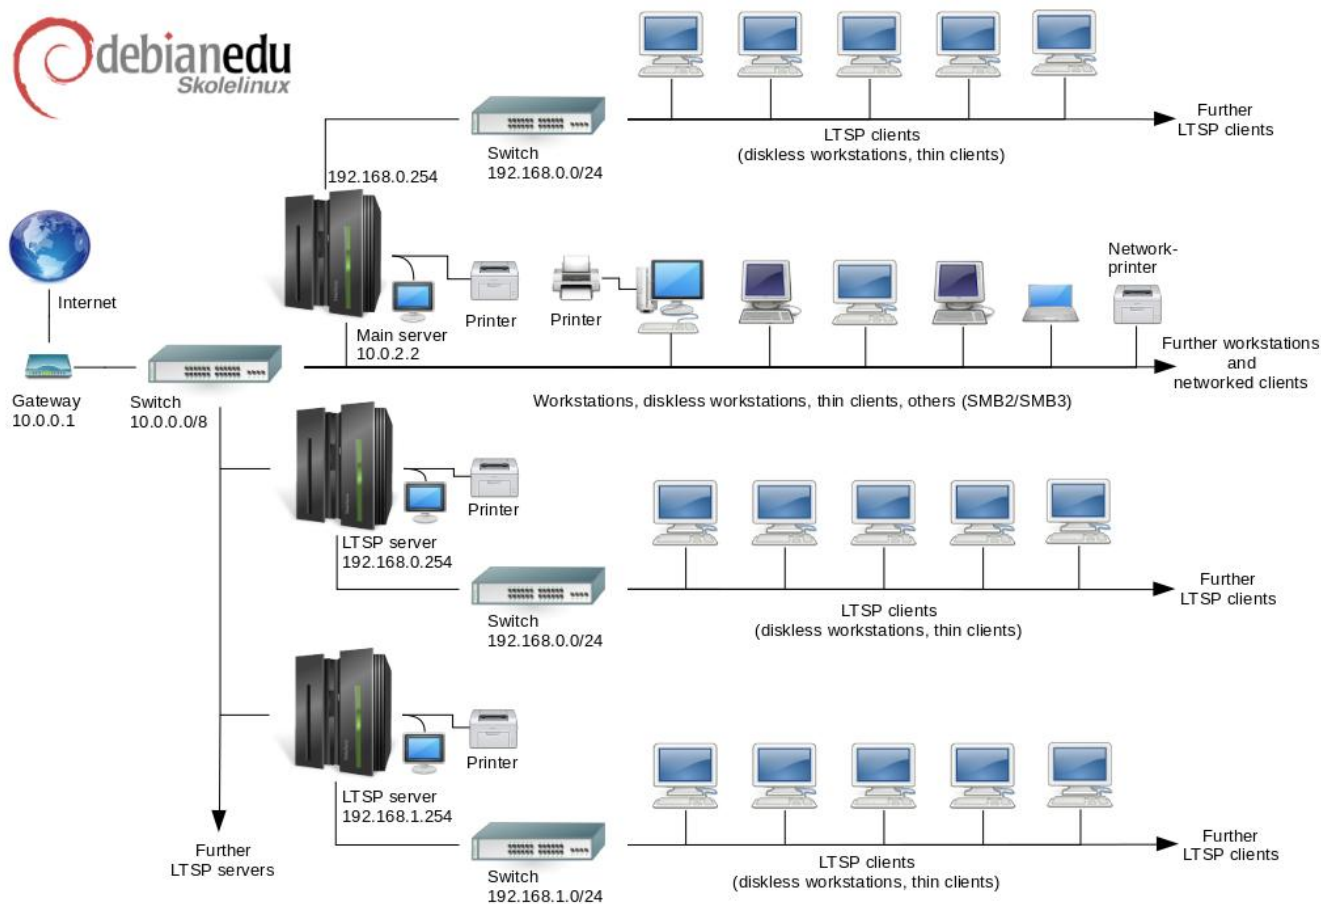 debianedu
Skolelinux
Switch
192.168.0.0/24
LTSP clients
(diskless workstations, thin clients)
Further
LTSP clients
192.168.0.254
Internet
Main server
10.0.2.2
Printer
Printer
Network-
printer
Gateway
10.0.0.1
Switch
10.0.0.0/8
Workstations, diskless workstations, thin clients, others (SMB2/SMB3)
Further workstations
and
networked clients
Printer
LTSP server
192.168.0.254
Switch
192.168.0.0/24
LTSP clients
(diskless workstations, thin clients)
Further
LTSP clients
Printer
LTSP server
192.168.1.254
Switch
192.168.1.0/24
LTSP clients
(diskless workstations, thin clients)
Further
LTSP clients
Further
LTSP servers